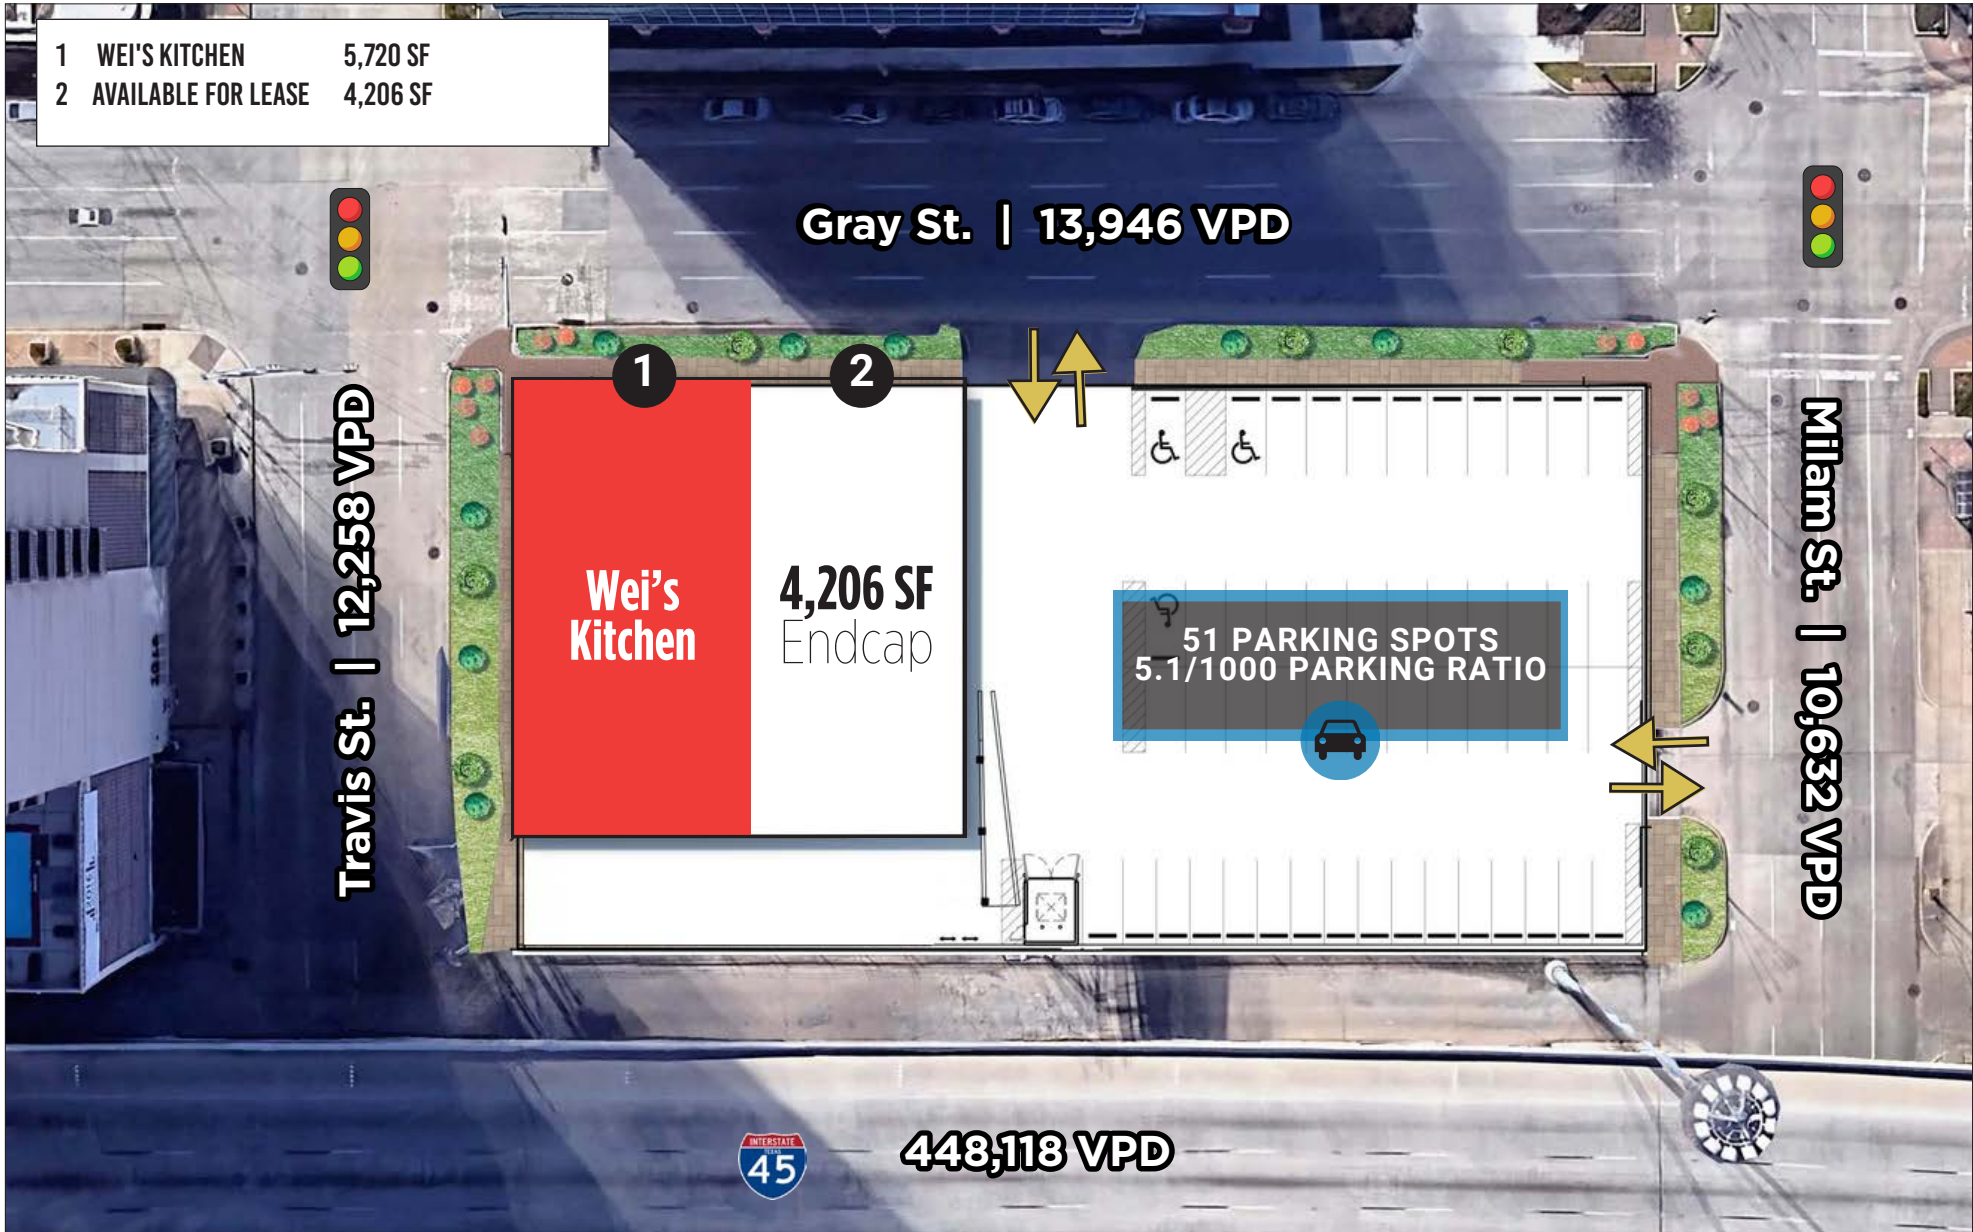 1 WEI'S KITCHEN 5,720 SF
2 AVAILABLE FOR LEASE 4,206 SF
Gray St. | 13,946 VPD
1
2
Travis St. | 12,258 VPD
Wei's
Kitchen
4,206 SF
Endcap
51 PARKING SPOTS
5.1/1000 PARKING RATIO
Milam St. | 10,632 VPD
INTERSTATE
TEXAS
45
448,118 VPD